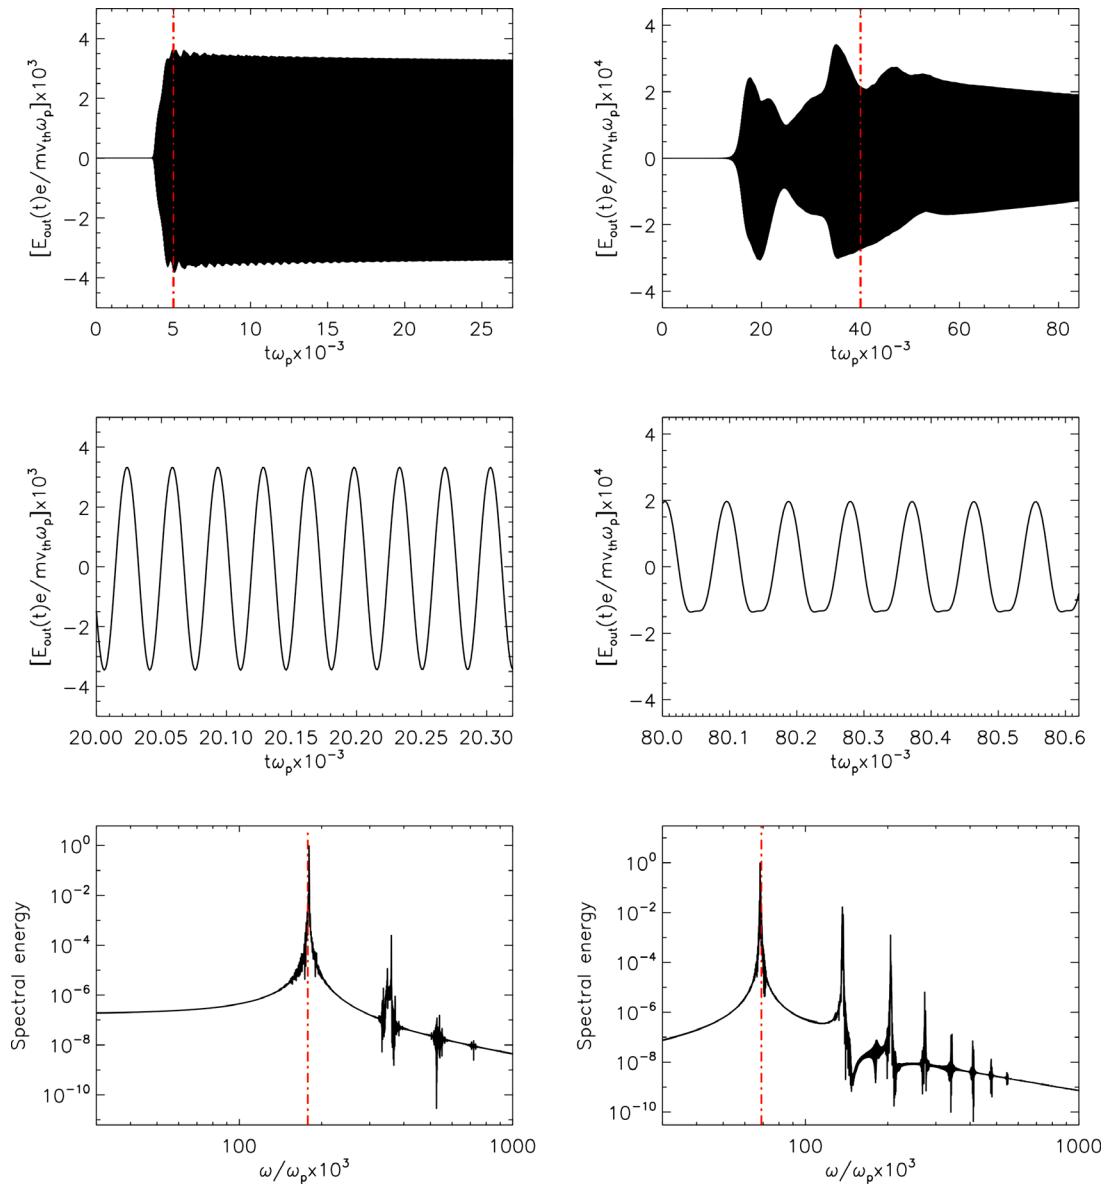 [E_out(t)e/mv_thω_p]x10^3
4
2
0
−2
−4
0 5 10 15 20 25
tω_px10^-3
[E_out(t)e/mv_thω_p]x10^4
4
2
0
−2
−4
0 20 40 60 80
tω_px10^-3
[E_out(t)e/mv_thω_p]x10^3
4
2
0
−2
−4
20.00 20.05 20.10 20.15 20.20 20.25 20.30
tω_px10^-3
[E_out(t)e/mv_thω_p]x10^4
4
2
0
−2
−4
80.0 80.1 80.2 80.3 80.4 80.5 80.6
tω_px10^-3
Spectral energy
10^0
10^-2
10^-4
10^-6
10^-8
10^-10
100 1000
ω/ω_px10^3
Spectral energy
10^0
10^-2
10^-4
10^-6
10^-8
10^-10
100 1000
ω/ω_px10^3